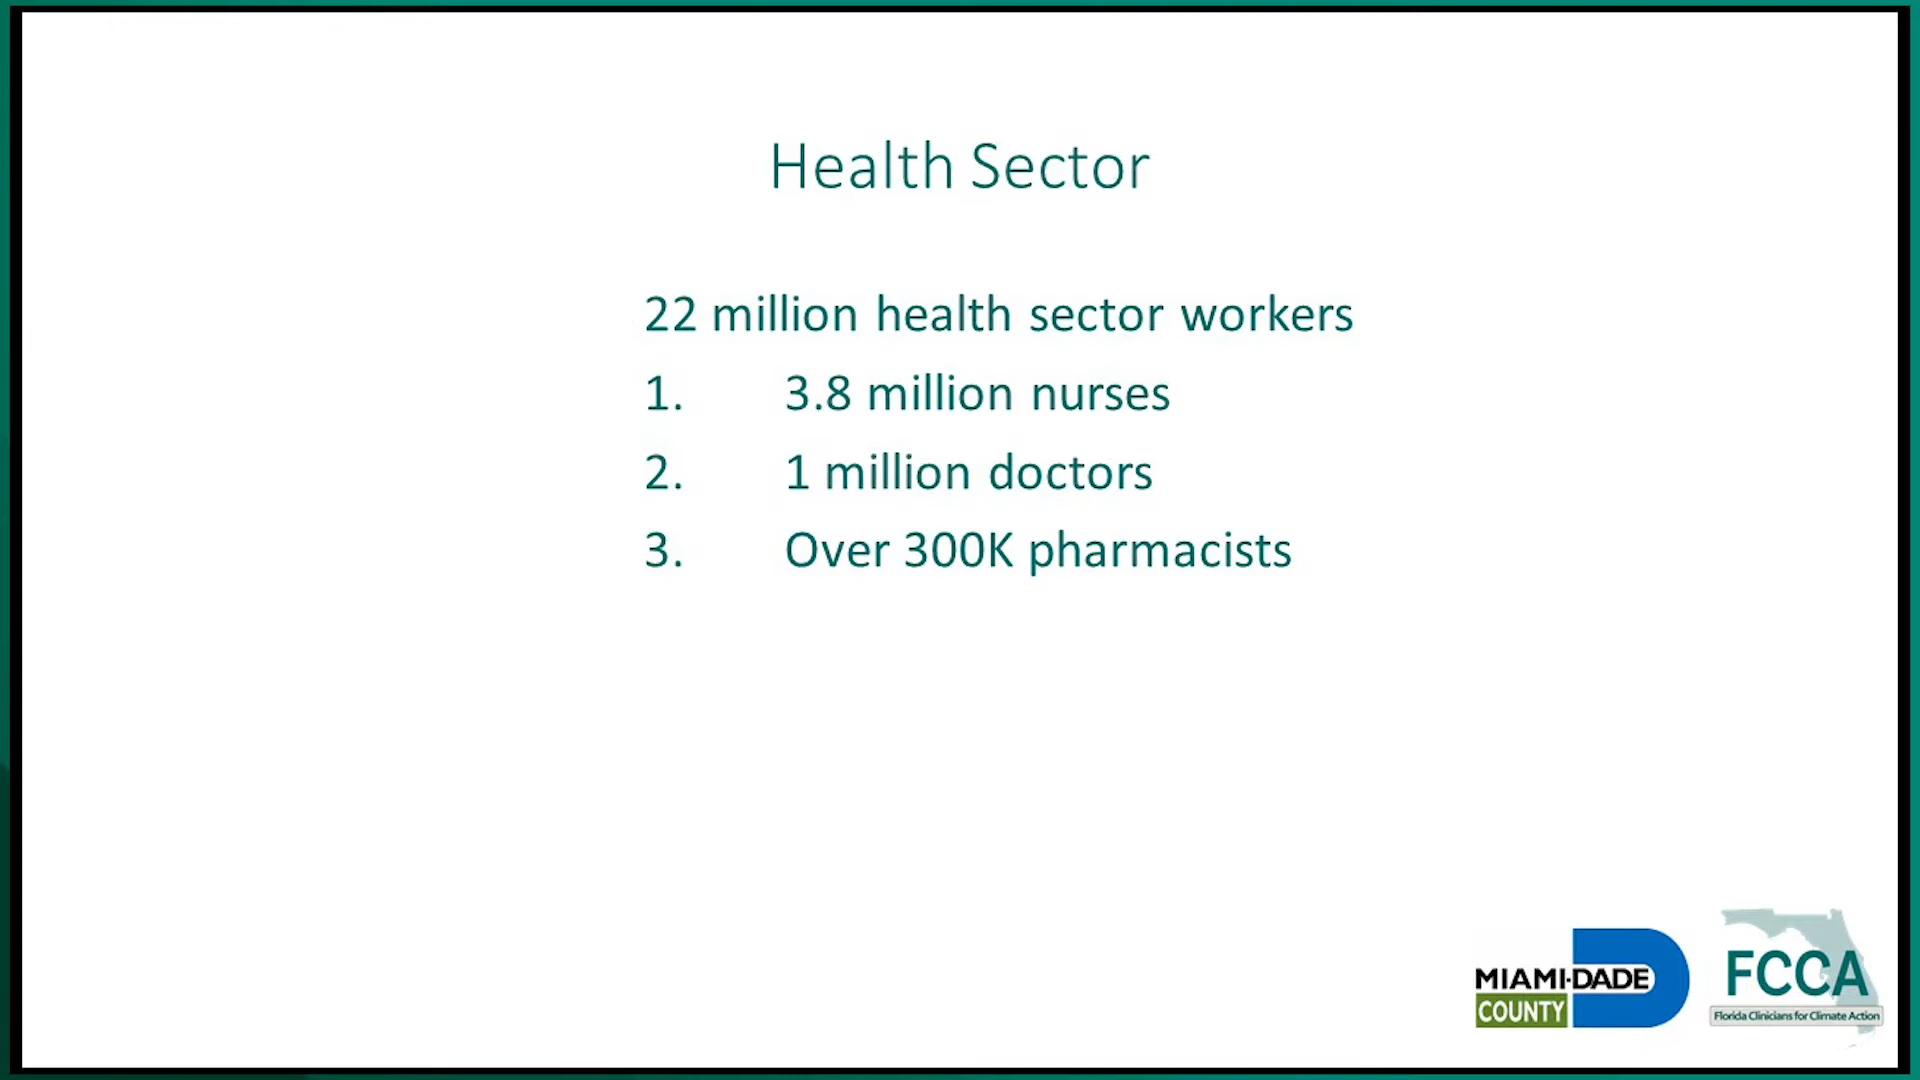 Health Sector
22 million health sector workers
1. 3.8 million nurses
2. 1 million doctors
3. Over 300K pharmacists
MIAMI-DADE
COUNTY
FCCA
Florida Clinicians for Climate Action